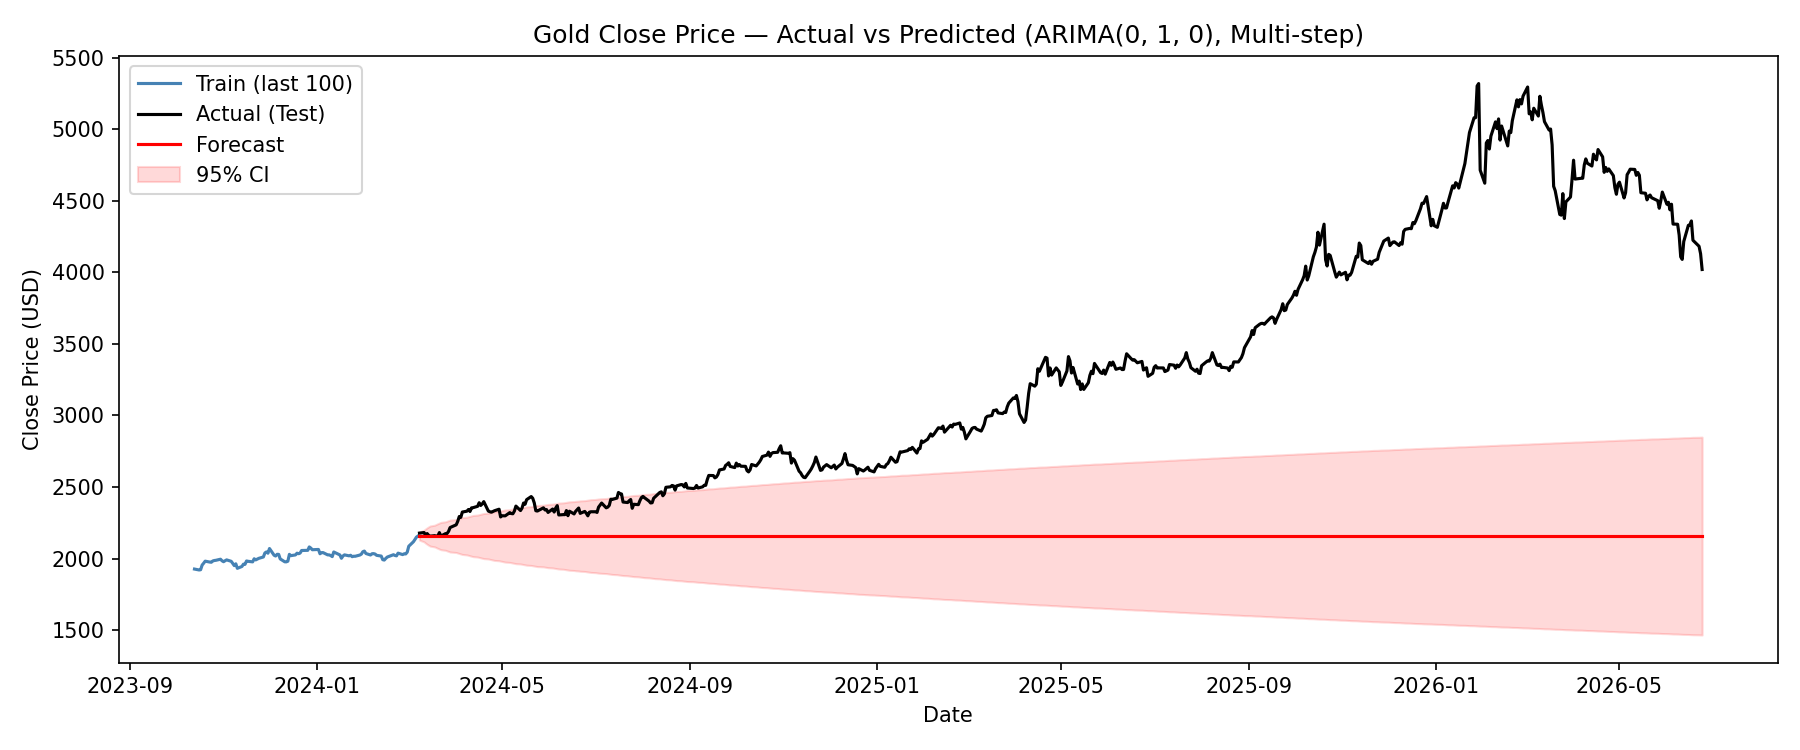 Gold Close Price — Actual vs Predicted (ARIMA(0, 1, 0), Multi-step)
Train (last 100)
Actual (Test)
Forecast
95% CI
Close Price (USD)
5500
5000
4500
4000
3500
3000
2500
2000
1500
2023-09
2024-01
2024-05
2024-09
2025-01
2025-05
2025-09
2026-01
2026-05
Date